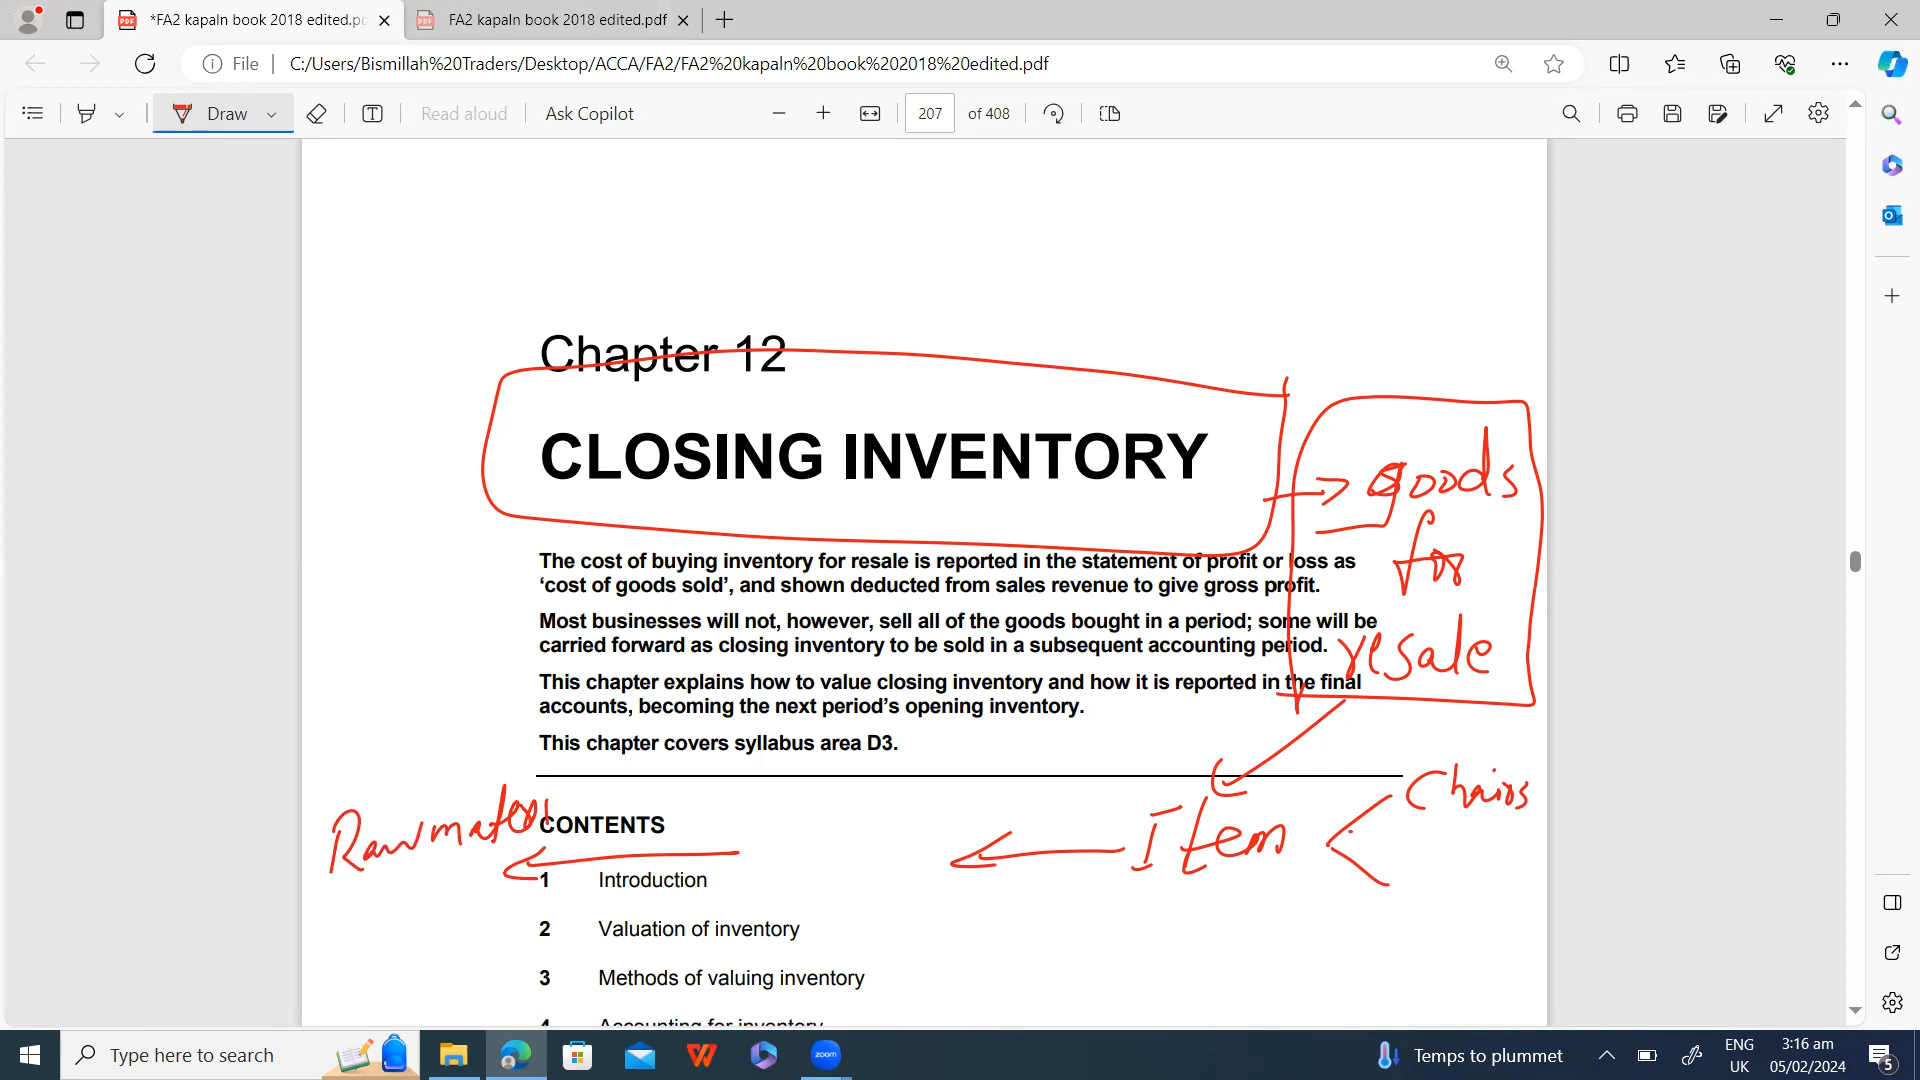 *FA2 kapaln book 2018 edited.pd
FA2 kapaln book 2018 edited.pdf
File
C:/Users/Bismillah%20Traders/Desktop/ACCA/FA2/FA2%20kapaln%20book%202018%20edited.pdf
Draw
Read aloud
Ask Copilot
207 of 408
Chapter 12
CLOSING INVENTORY
goods
for
resale
The cost of buying inventory for resale is reported in the statement of profit or loss as
‘cost of goods sold’, and shown deducted from sales revenue to give gross profit.
Most businesses will not, however, sell all of the goods bought in a period; some will be
carried forward as closing inventory to be sold in a subsequent accounting period.
This chapter explains how to value closing inventory and how it is reported in the final
accounts, becoming the next period’s opening inventory.
This chapter covers syllabus area D3.
Chairs
Item
CONTENTS
1 Introduction
2 Valuation of inventory
3 Methods of valuing inventory
4 Accounting for inventory
Type here to search
zoom
Temps to plummet
ENG
UK
3:16 am
05/02/2024
5